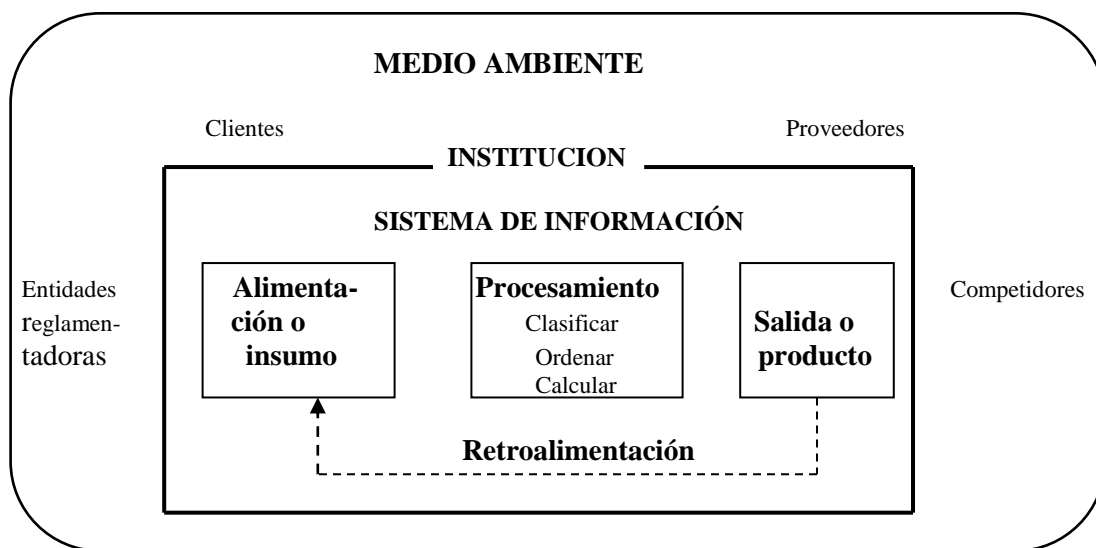 MEDIO AMBIENTE
Clientes
Proveedores
INSTITUCION
SISTEMA DE INFORMACIÓN
Entidades
reglamen-
tadoras
Alimenta-
ción o
insumo
Procesamiento
Clasificar
Ordenar
Calcular
Salida o
producto
Competidores
Retroalimentación